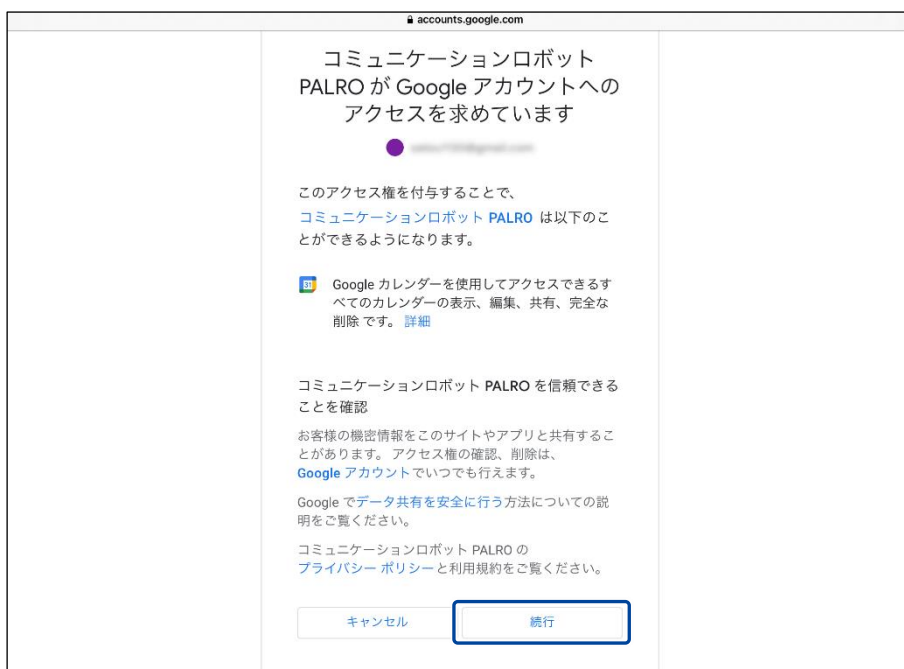 accounts.google.com
コミュニケーションロボット
PALRO が Google アカウントへの
アクセスを求めています
このアクセス権を付与することで、
コミュニケーションロボット PALRO は以下のこ
とができるようになります。
31
Google カレンダーを使用してアクセスできるす
べてのカレンダーの表示、編集、共有、完全な
削除 です。 詳細
コミュニケーションロボット PALRO を信頼できる
ことを確認
お客様の機密情報をこのサイトやアプリと共有するこ
とがあります。 アクセス権の確認、削除は、
Google アカウントでいつでも行えます。
Google でデータ共有を安全に行う方法についての説
明をご覧ください。
コミュニケーションロボット PALRO の
プライバシー ポリシーと利用規約をご覧ください。
キャンセル 続行